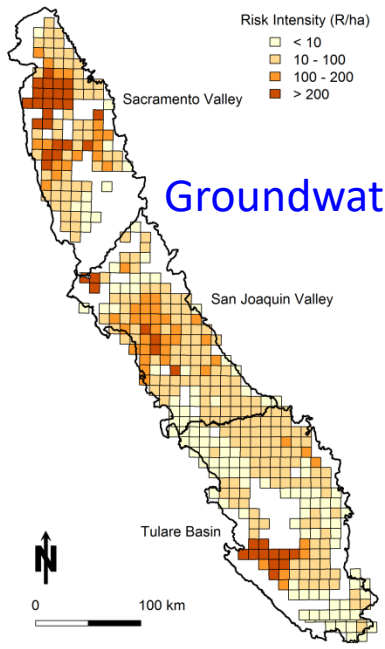 Risk Intensity (R/ha)
< 10
10 - 100
100 - 200
> 200
Sacramento Valley
Groundwat
San Joaquin Valley
Tulare Basin
N
0 100 km